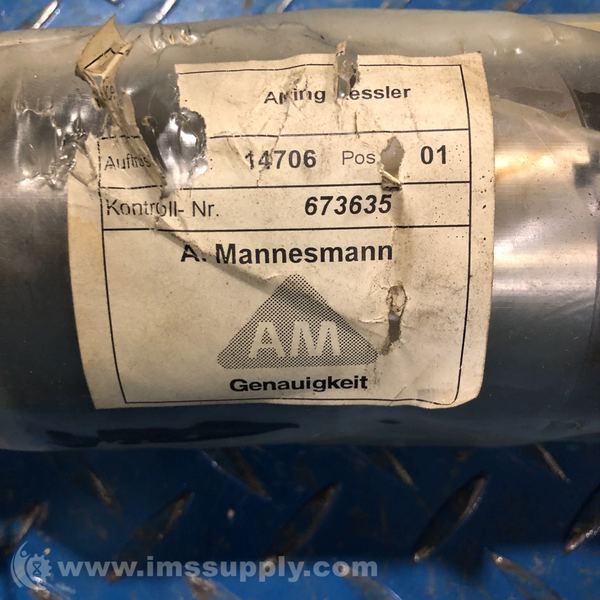 14706 Pos. 01
Kontroll- Nr. 673635
A. Mannesmann
AM
Genauigkeit
www.imssupply.com